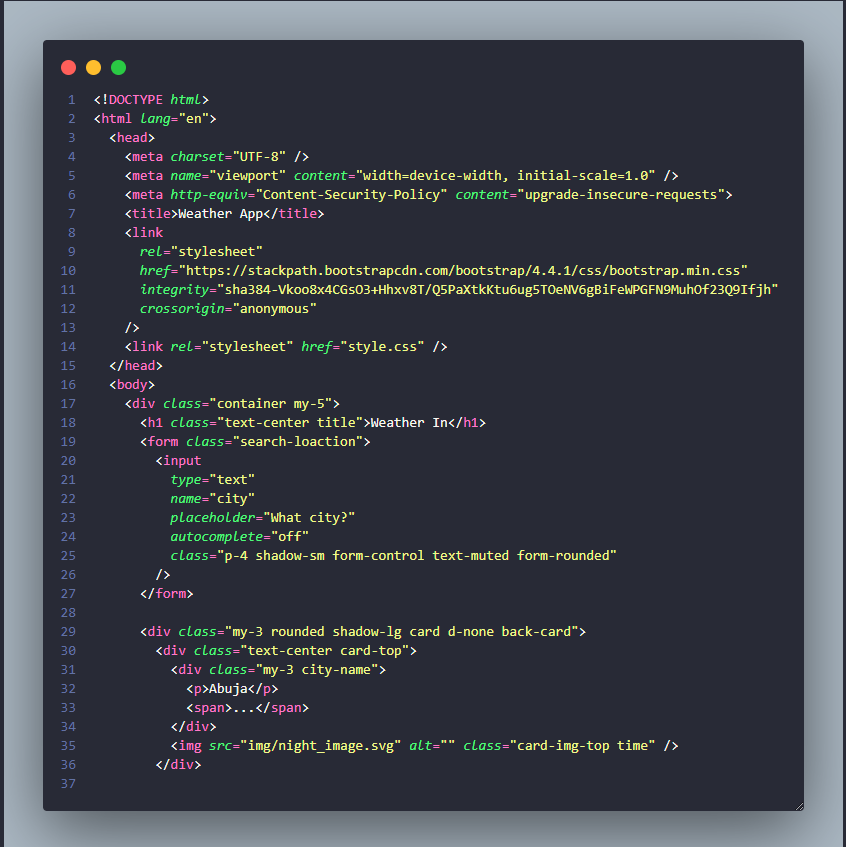 1 <!DOCTYPE html>
2 <html lang="en">
3   <head>
4     <meta charset="UTF-8" />
5     <meta name="viewport" content="width=device-width, initial-scale=1.0" />
6     <meta http-equiv="Content-Security-Policy" content="upgrade-insecure-requests">
7     <title>Weather App</title>
8     <link
9       rel="stylesheet"
10       href="https://stackpath.bootstrapcdn.com/bootstrap/4.4.1/css/bootstrap.min.css"
11       integrity="sha384-Vkoo8x4CGsO3+Hhxv8T/Q5PaXtkKtu6ug5TOeNV6gBiFeWPGFN9MuhOf23Q9Ifjh"
12       crossorigin="anonymous"
13     />
14     <link rel="stylesheet" href="style.css" />
15   </head>
16   <body>
17     <div class="container my-5">
18       <h1 class="text-center title">Weather In</h1>
19       <form class="search-loaction">
20         <input
21           type="text"
22           name="city"
23           placeholder="What city?"
24           autocomplete="off"
25           class="p-4 shadow-sm form-control text-muted form-rounded"
26         />
27       </form>
28
29       <div class="my-3 rounded shadow-lg card d-none back-card">
30         <div class="text-center card-top">
31           <div class="my-3 city-name">
32             <p>Abuja</p>
33             <span>...</span>
34           </div>
35           <img src="img/night_image.svg" alt="" class="card-img-top time" />
36         </div>
37